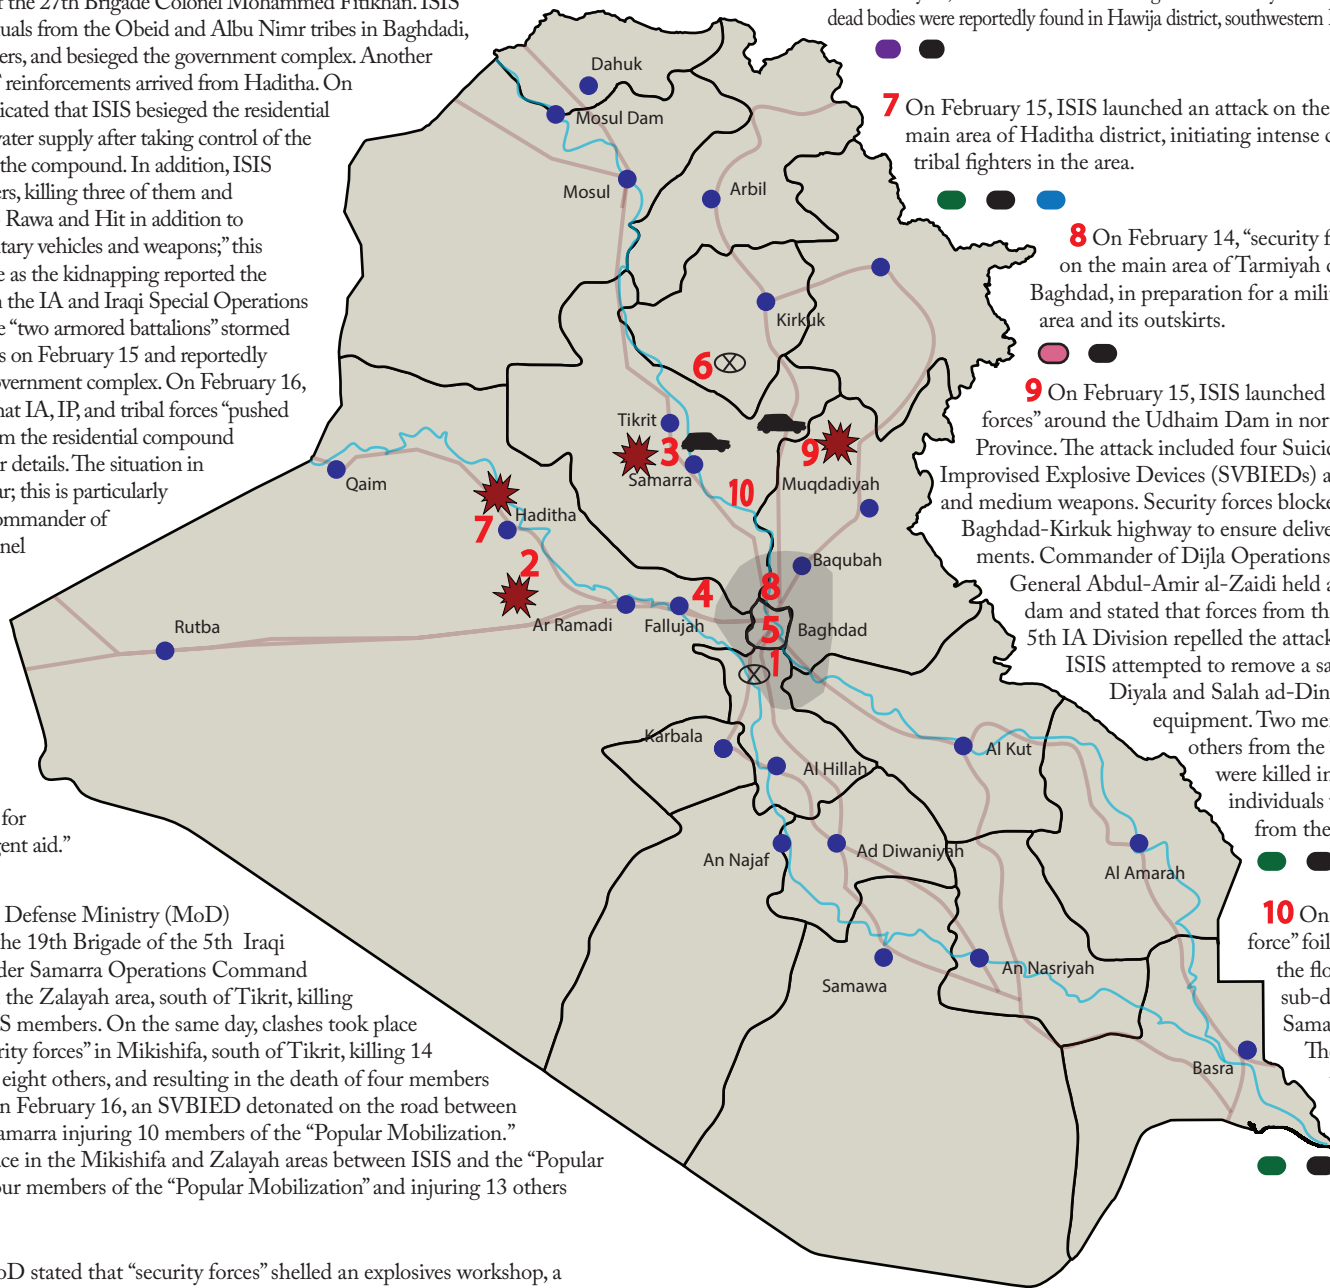 f the 27th Brigade Colonel Mohammed Fitikhan. ISIS
uals from the Obeid and Albu Nimr tribes in Baghdadi,
ers, and besieged the government complex. Another
reinforcements arrived from Haditha. On
icated that ISIS besieged the residential
water supply after taking control of the
the compound. In addition, ISIS
ers, killing three of them and
Rawa and Hit in addition to
itary vehicles and weapons;” this
e as the kidnapping reported the
n the IA and Iraqi Special Operations
e “two armored battalions” stormed
s on February 15 and reportedly
overnment complex. On February 16,
hat IA, IP, and tribal forces “pushed
m the residential compound
r details. The situation in
ar; this is particularly
ommander of
nel
for
gent aid.”
Defense Ministry (MoD)
he 19th Brigade of the 5th Iraqi
der Samarra Operations Command
the Zalayah area, south of Tikrit, killing
S members. On the same day, clashes took place
rity forces” in Mikishifa, south of Tikrit, killing 14
eight others, and resulting in the death of four members
n February 16, an SVBIED detonated on the road between
amarra injuring 10 members of the “Popular Mobilization.”
ace in the Mikishifa and Zalayah areas between ISIS and the “Popular
our members of the “Popular Mobilization” and injuring 13 others
oD stated that “security forces” shelled an explosives workshop, a
Dahuk
Mosul Dam
Mosul
Arbil
Kirkuk
6
Tikrit
3
Samarra
9
10
Muqdadiyah
Qaim
Haditha
7
2
Baqubah
8
4
Ar Ramadi
Fallujah
5
Baghdad
1
Rutba
Karbala
Al Hillah
Al Kut
An Najaf
Ad Diwaniyah
Al Amarah
An Nasriyah
Samawa
Basra
dead bodies were reportedly found in Hawija district, southwestern
7 On February 15, ISIS launched an attack on the
main area of Haditha district, initiating intense c
tribal fighters in the area.
8 On February 14, “security f
on the main area of Tarmiyah
Baghdad, in preparation for a mili
area and its outskirts.
9 On February 15, ISIS launched
forces” around the Udhaim Dam in nor
Province. The attack included four Suicid
Improvised Explosive Devices (SVBIEDs) a
and medium weapons. Security forces blocke
Baghdad-Kirkuk highway to ensure delive
ments. Commander of Dijla Operations
General Abdul-Amir al-Zaidi held a
dam and stated that forces from th
5th IA Division repelled the attack
ISIS attempted to remove a sa
Diyala and Salah ad-Din
equipment. Two me
others from the
were killed in
individuals
from the
10 On
force” foil
the flo
sub-d
Sama
Th